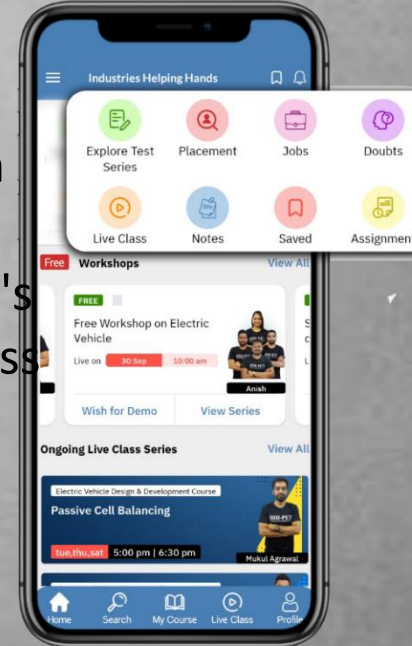 Industries Helping Hands
Explore Test Series
Placement
Jobs
Doubts
Live Class
Notes
Saved
Assignment
Free Workshops
View All
FREE
Free Workshop on Electric Vehicle
Live on 30:Sep 10:00 am
Anish
Wish for Demo
View Series
Ongoing Live Class Series
View All
Electric Vehicle Design & Development Course
Passive Cell Balancing
tue,thu,sat 5:00 pm | 6:30 pm
Mukul Agrawal
Home
Search
My Course
Live Class
Profile